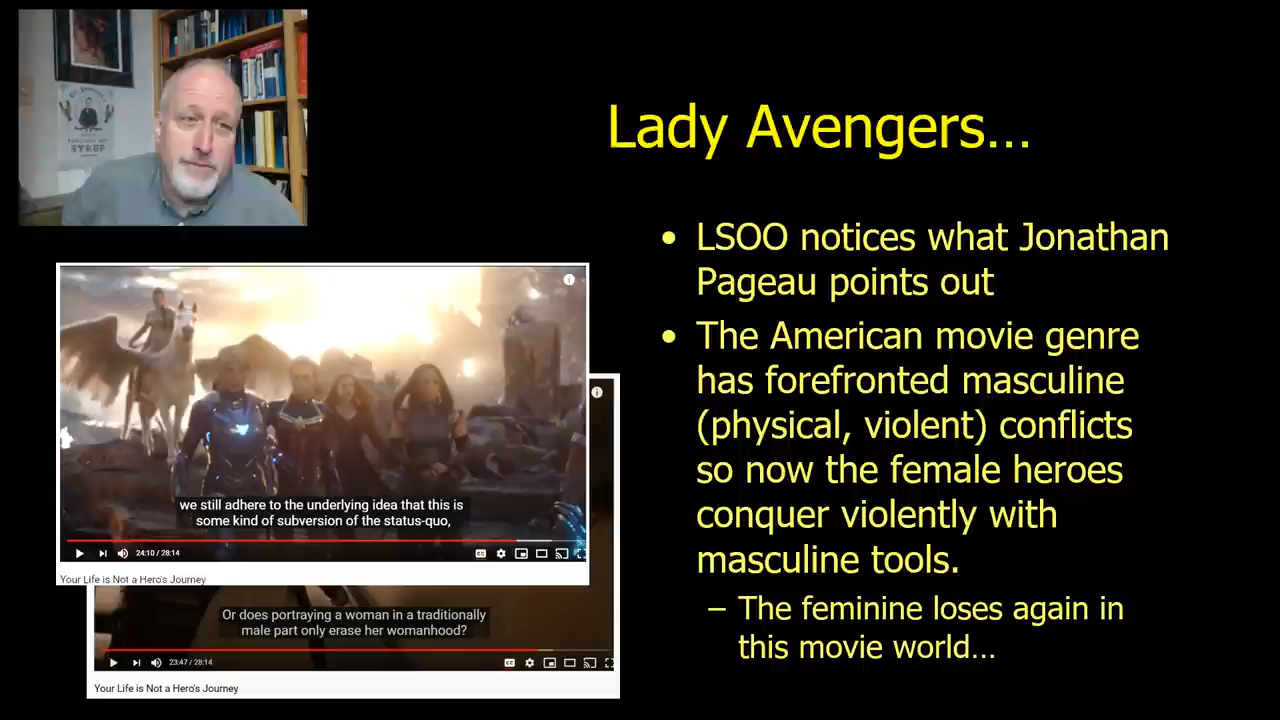 SYRUP
Lady Avengers...
• LSOO notices what Jonathan
Pageau points out
• The American movie genre
has forefronted masculine
(physical, violent) conflicts
so now the female heroes
conquer violently with
masculine tools.
– The feminine loses again in
this movie world...
we still adhere to the underlying idea that this is
some kind of subversion of the status-quo,
24:10 / 28:14
Your Life is Not a Hero's Journey
Or does portraying a woman in a traditionally
male part only erase her womanhood?
23:47 / 28:14
Your Life is Not a Hero's Journey